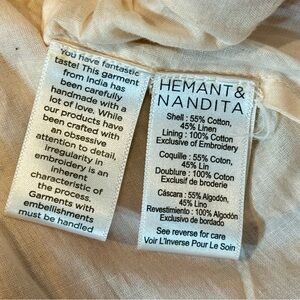 You have fantastic
taste! This garment
from India has
been carefully
handmade with a
lot of love. While
our products have
been crafted with
an obsessive
attention to detail,
irregularity in
embroidery is an
inherent
characteristic of
the process.
Garments with
embellishments
must be handled
HEMANT &
NANDITA
Shell : 55% Cotton,
45% Linen
Lining : 100% Cotton
Exclusive of Embroidery
Coquille : 55% Coton,
45% Lin
Doublure : 100% Coton
Exclusif de broderie
Cáscara : 55% Algodón,
45% Lino
Revestimiento : 100% Algodón
Exclusivo de bordado
See reverse for care
Voir L'Inverse Pour Le Soin